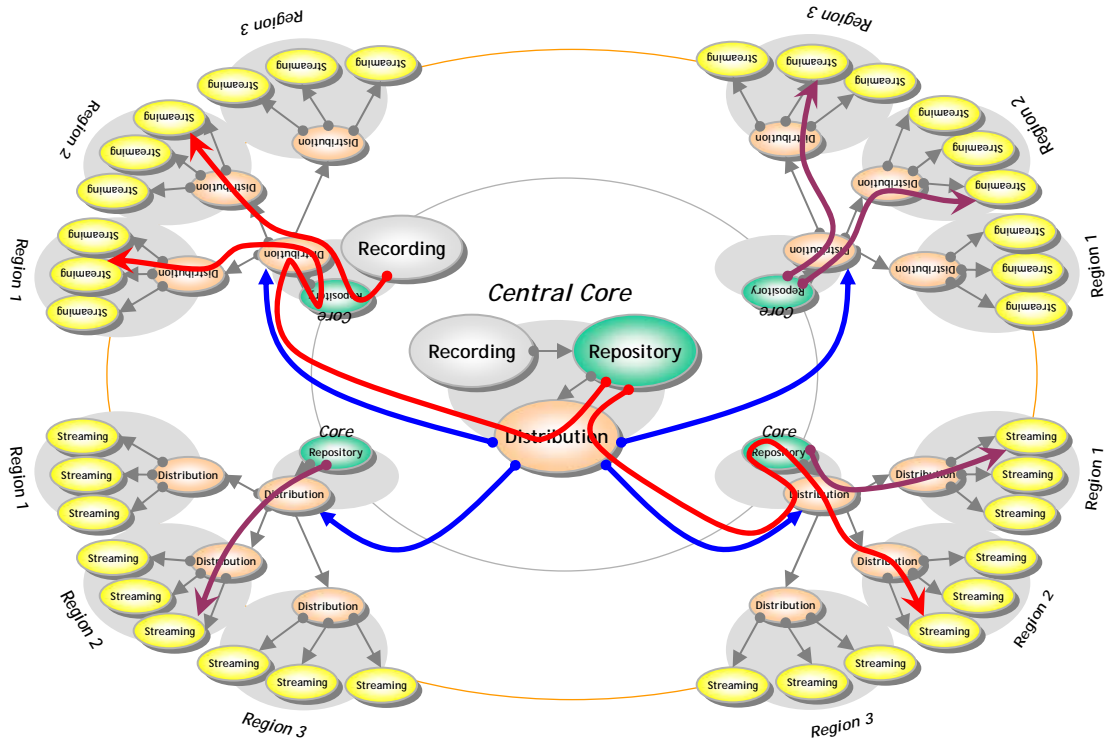 Region 3
Streaming
Streaming
Streaming
Distribution
Region 2
Streaming
Streaming
Streaming
Distribution
Region 1
Streaming
Streaming
Streaming
Distribution
Distribution
Repository
Core
Recording
Region 3
Streaming
Streaming
Streaming
Distribution
Region 2
Streaming
Streaming
Streaming
Distribution
Region 1
Streaming
Streaming
Streaming
Distribution
Distribution
Repository
Core
Central Core
Recording
Repository
Distribution
Core
Repository
Distribution
Region 1
Streaming
Streaming
Streaming
Distribution
Region 2
Streaming
Streaming
Streaming
Distribution
Region 3
Distribution
Streaming
Streaming
Streaming
Core
Repository
Distribution
Region 1
Streaming
Streaming
Streaming
Distribution
Region 2
Streaming
Streaming
Streaming
Distribution
Region 3
Distribution
Streaming
Streaming
Streaming